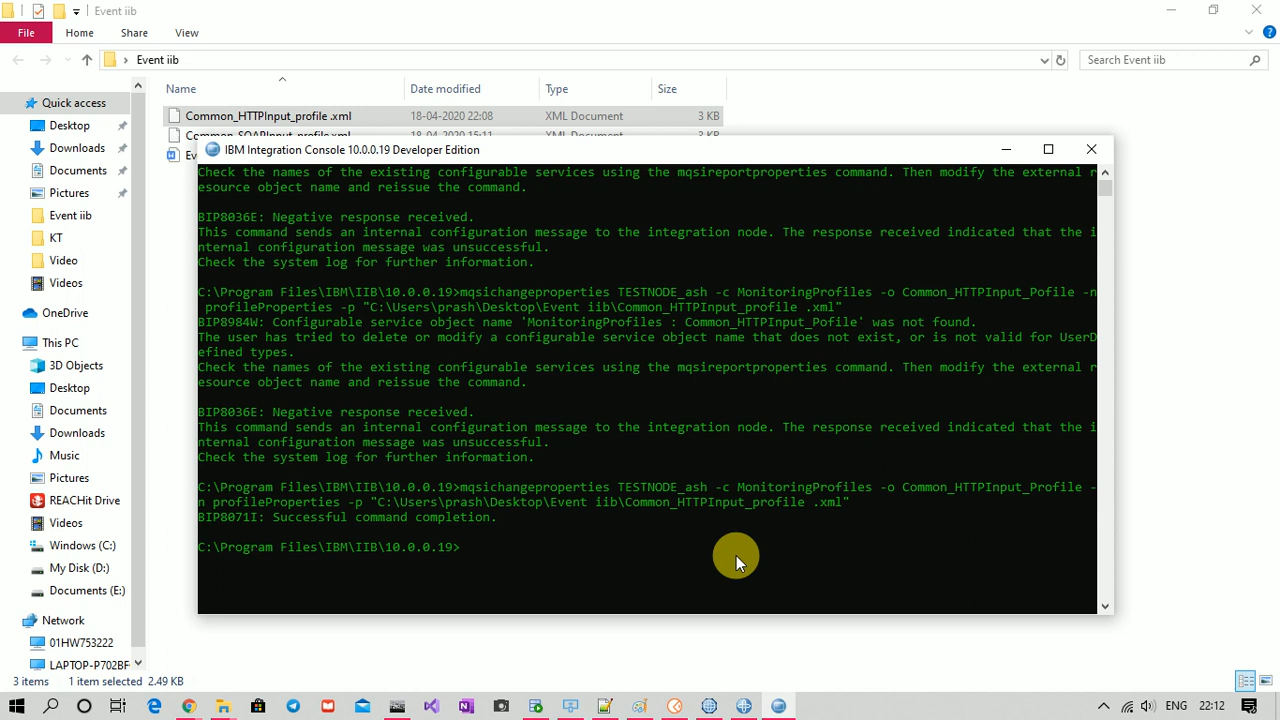 Event iib
File
Home
Share
View
Event iib
Search Event iib
Name
Date modified
Type
Size
Quick access
Desktop
Downloads
Documents
Pictures
Event iib
KT
Video
Videos
OneDrive
This PC
3D Objects
Desktop
Documents
Downloads
Music
Pictures
REACHit Drive
Videos
Windows (C:)
My Disk (D:)
Documents (E:)
Network
01HW753222
LAPTOP-P702BF
Common_HTTPInput_profile .xml
18-04-2020 22:08
XML Document
3 KB
Common_SOAPInput_profile.xml
18-04-2020 15:11
XML Document
3 KB
Ev
IBM Integration Console 10.0.0.19 Developer Edition
Check the names of the existing configurable services using the mqsireportproperties command. Then modify the external r
esource object name and reissue the command.
BIP8036E: Negative response received.
This command sends an internal configuration message to the integration node. The response received indicated that the i
nternal configuration message was unsuccessful.
Check the system log for further information.
C:\Program Files\IBM\IIB\10.0.0.19>mqsichangeproperties TESTNODE_ash -c MonitoringProfiles -o Common_HTTPInput_Pofile -n
profileProperties -p "C:\Users\prash\Desktop\Event iib\Common_HTTPInput_profile .xml"
BIP8984W: Configurable service object name 'MonitoringProfiles : Common_HTTPInput_Pofile' was not found.
The user has tried to delete or modify a configurable service object name that does not exist, or is not valid for UserD
efined types.
Check the names of the existing configurable services using the mqsireportproperties command. Then modify the external r
esource object name and reissue the command.
BIP8036E: Negative response received.
This command sends an internal configuration message to the integration node. The response received indicated that the i
nternal configuration message was unsuccessful.
Check the system log for further information.
C:\Program Files\IBM\IIB\10.0.0.19>mqsichangeproperties TESTNODE_ash -c MonitoringProfiles -o Common_HTTPInput_Profile -
n profileProperties -p "C:\Users\prash\Desktop\Event iib\Common_HTTPInput_profile .xml"
BIP8071I: Successful command completion.
C:\Program Files\IBM\IIB\10.0.0.19>
3 items
1 item selected 2.49 KB
ENG
22:12